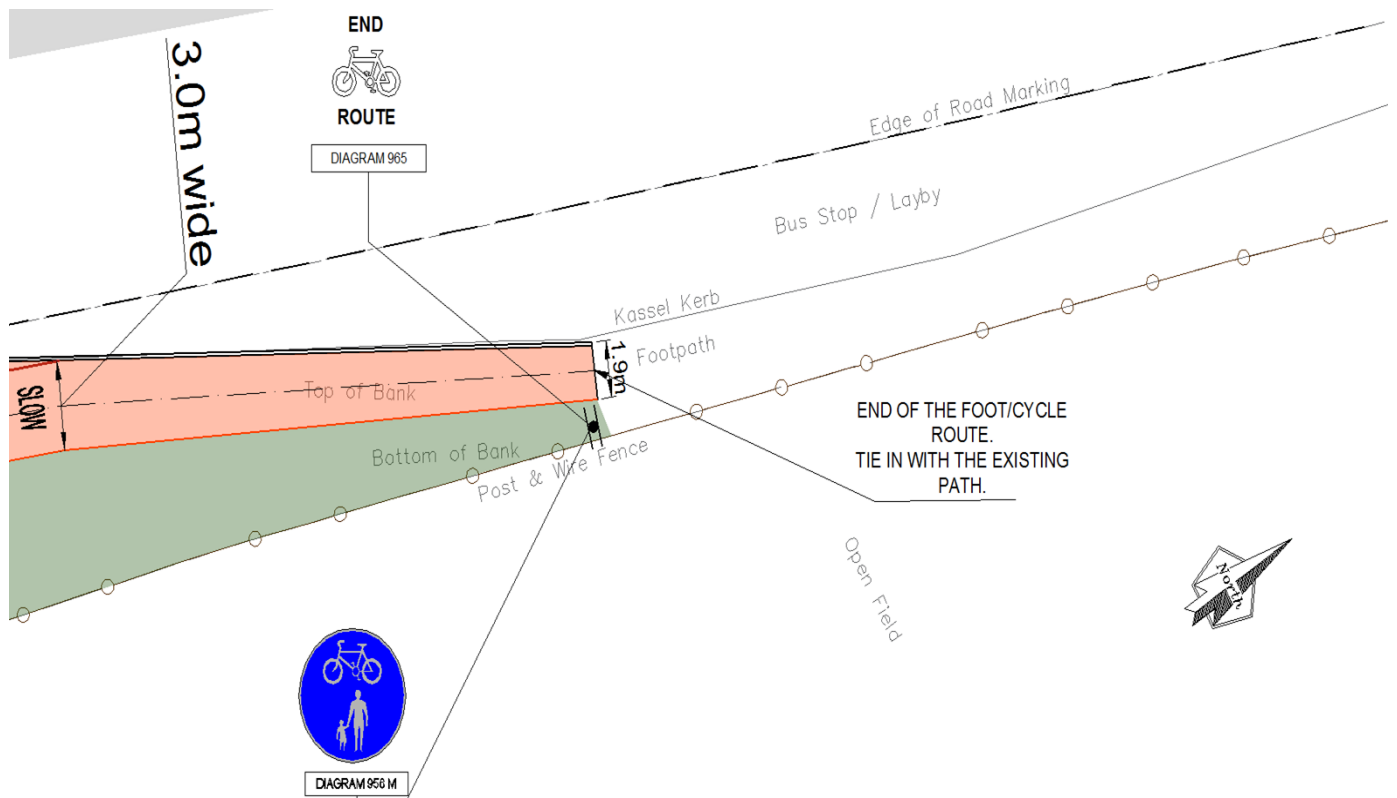 END
ROUTE
DIAGRAM 965
3.0m wide
Edge of Road Marking
Bus Stop / Layby
Kassel Kerb
Footpath
1.9m
Top of Bank
SLOW
Bottom of Bank
Post & Wire Fence
END OF THE FOOT/CYCLE
ROUTE.
TIE IN WITH THE EXISTING
PATH.
Open Field
North
DIAGRAM 956 M